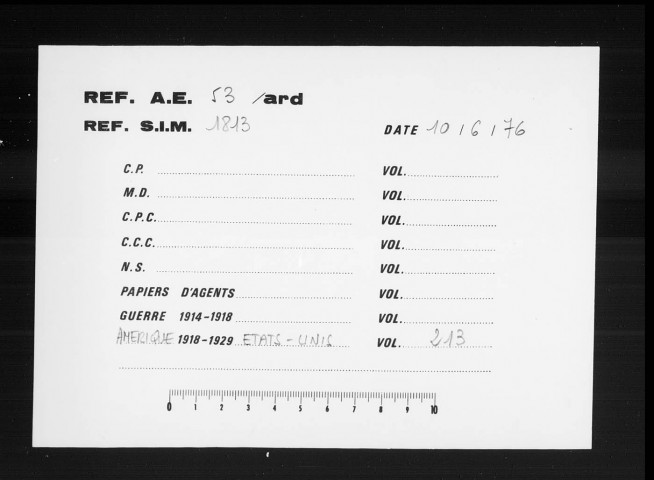 REF. A.E. 53 /ard
REF. S.I.M. 1813
DATE 10 / 6 / 76
C.P. VOL.
M.D. VOL.
C.P.C. VOL.
C.C.C. VOL.
N.S. VOL.
PAPIERS D'AGENTS VOL.
GUERRE 1914-1918 VOL.
AMERIQUE 1918-1929 ETATS-UNIS VOL. 213
0 1 2 3 4 5 6 7 8 9 10